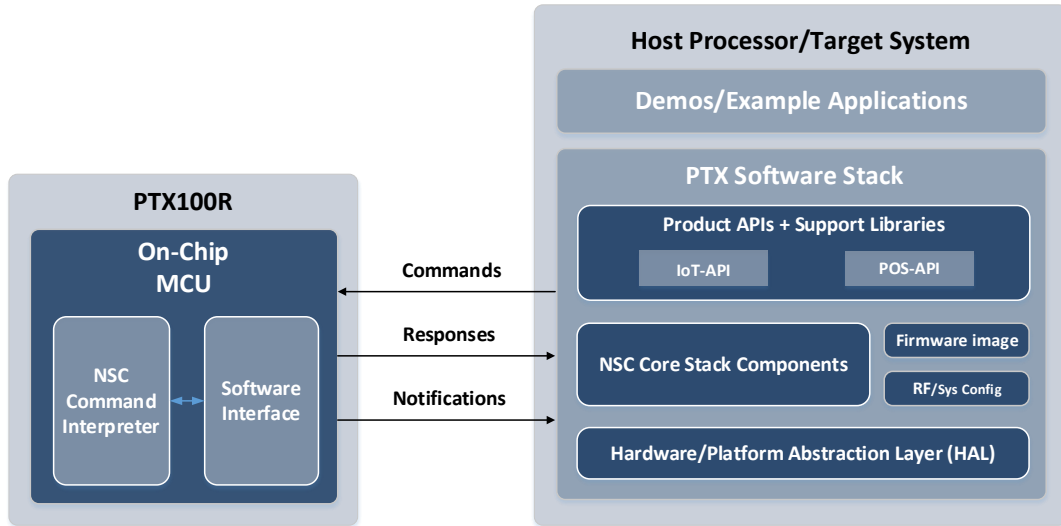 Host Processor/Target System
Demos/Example Applications
PTX Software Stack
Product APIs + Support Libraries
IoT-API
POS-API
NSC Core Stack Components
Firmware image
RF/Sys Config
Hardware/Platform Abstraction Layer (HAL)
PTX100R
On-Chip
MCU
NSC
Command
Interpreter
Software
Interface
Commands
Responses
Notifications